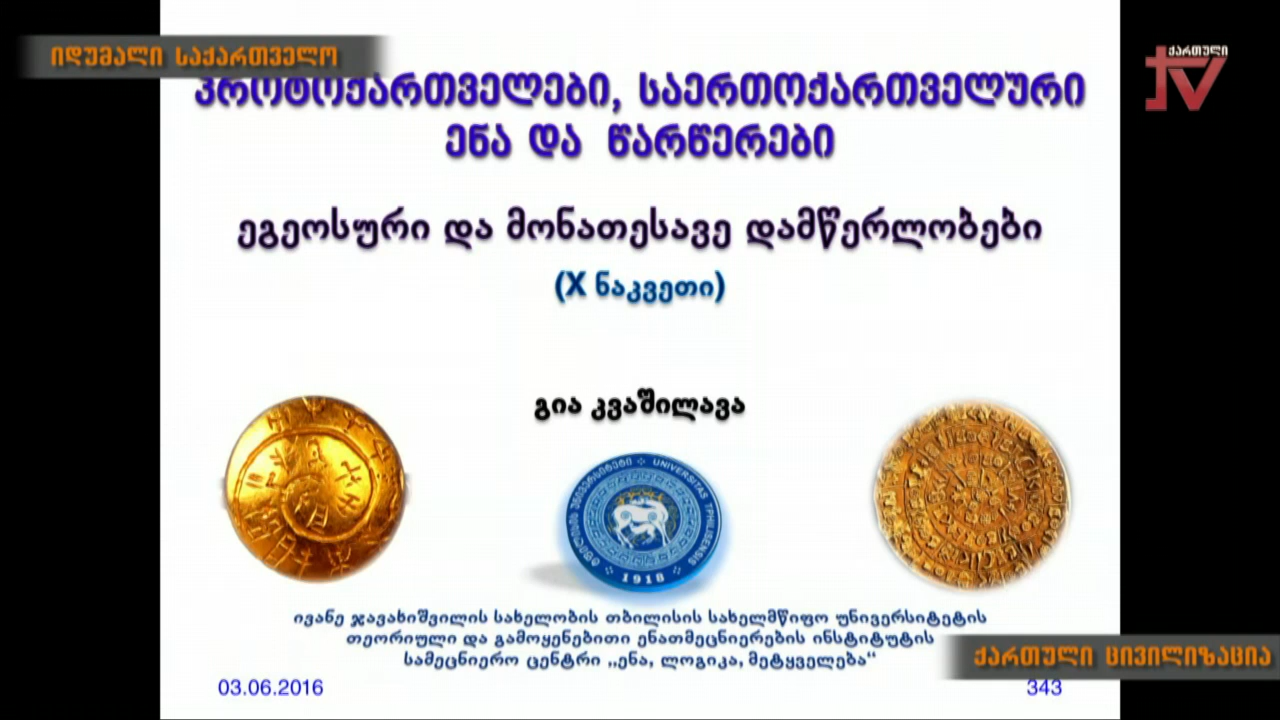 იდუმალი საქართველო
ქართული
TV
პროტოქართველები, საერთოქართველური
ენა და წარწერები
ეგეოსური და მონათესავე დამწერლობები
(X ნაკვეთი)
გია კვაშილავა
UNIVERSITAS
1918
ივანე ჯავახიშვილის სახელობის თბილისის სახელმწიფო უნივერსიტეტის
თეორიული და გამოყენებითი ენათმეცნიერების ინსტიტუტის
სამეცნიერო ცენტრი „ენა, ლოგიკა, მეტყველება“
ქართული ცივილიზაცია
03.06.2016
343